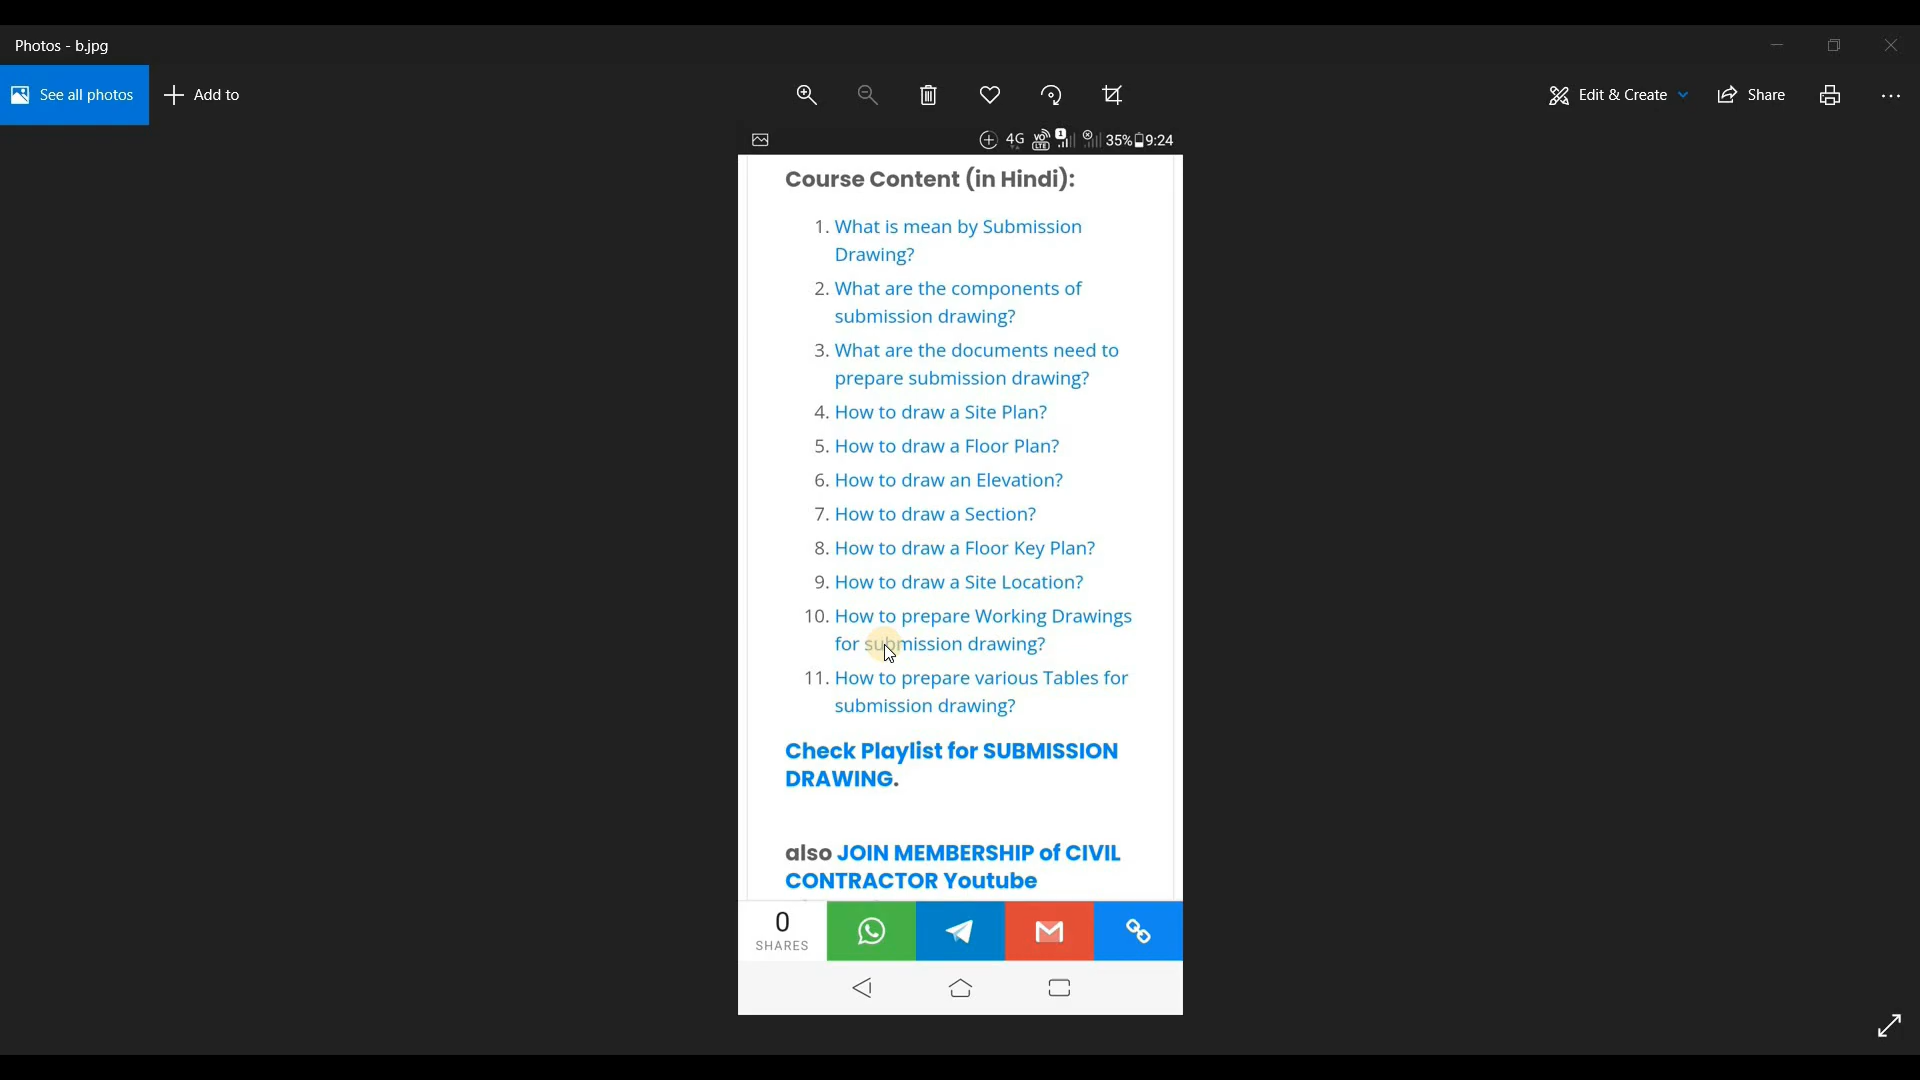 Photos - b.jpg
See all photos
Add to
Edit & Create
Share
4G VO LTE 1 35% 9:24
Course Content (in Hindi):
1. What is mean by Submission
Drawing?
2. What are the components of
submission drawing?
3. What are the documents need to
prepare submission drawing?
4. How to draw a Site Plan?
5. How to draw a Floor Plan?
6. How to draw an Elevation?
7. How to draw a Section?
8. How to draw a Floor Key Plan?
9. How to draw a Site Location?
10. How to prepare Working Drawings
for submission drawing?
11. How to prepare various Tables for
submission drawing?
Check Playlist for SUBMISSION
DRAWING.
also JOIN MEMBERSHIP of CIVIL
CONTRACTOR Youtube
0
SHARES